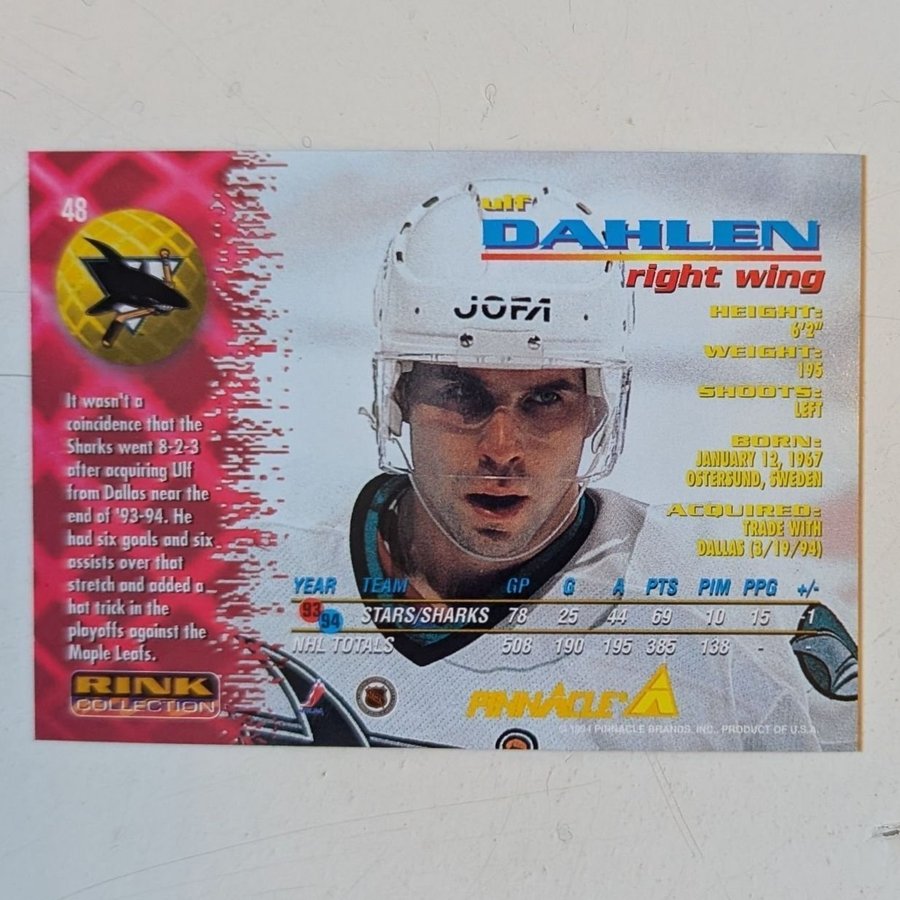 48
ulf
DAHLEN
right wing
JOFA
HEIGHT:
6'2"
WEIGHT:
195
SHOOTS:
LEFT
BORN:
JANUARY 12, 1967
OSTERSUND, SWEDEN
ACQUIRED:
TRADE WITH
DALLAS (3/19/94)
It wasn't a
coincidence that the
Sharks went 8-2-3
after acquiring Ulf
from Dallas near the
end of '93-94. He
had six goals and six
assists over that
stretch and added a
hat trick in the
playoffs against the
Maple Leafs.
RINK
COLLECTION
YEAR TEAM GP G A PTS PIM PPG +/-
93 94 STARS/SHARKS 78 25 44 69 10 15 -1
NHL TOTALS 508 190 195 385 138 -
PINNACLE
© 1994 PINNACLE BRANDS, INC. PRODUCT OF U.S.A.